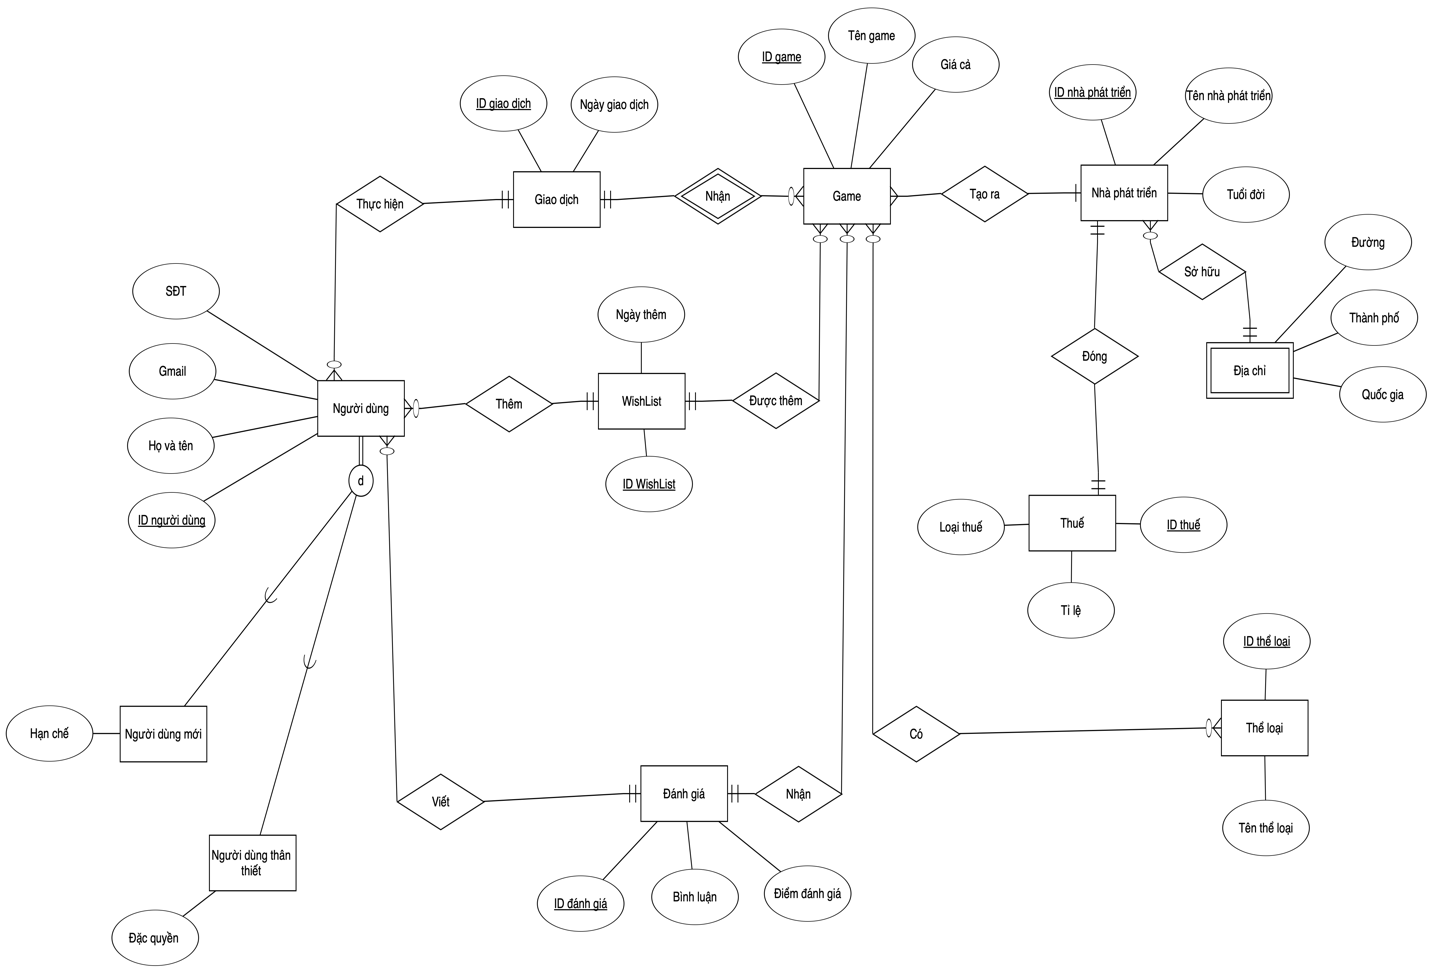 Tên game
ID game
Giá cả
ID nhà phát triển
Tên nhà phát triển
ID giao dịch
Ngày giao dịch
Thực hiện
Giao dịch
Nhận
Game
Tạo ra
Nhà phát triển
Tuổi đời
Đường
Sở hữu
SĐT
Ngày thêm
Thành phố
Gmail
Đóng
Địa chỉ
Quốc gia
Người dùng
Thêm
WishList
Được thêm
Họ và tên
d
ID WishList
ID người dùng
Loại thuế
Thuế
ID thuế
Tỉ lệ
ID thể loai
Hạn chế
Người dùng mới
Có
Thể loại
Viết
Đánh giá
Nhận
Tên thể loại
Người dùng thân
thiết
ID đánh giá
Bình luận
Điểm đánh giá
Đặc quyền